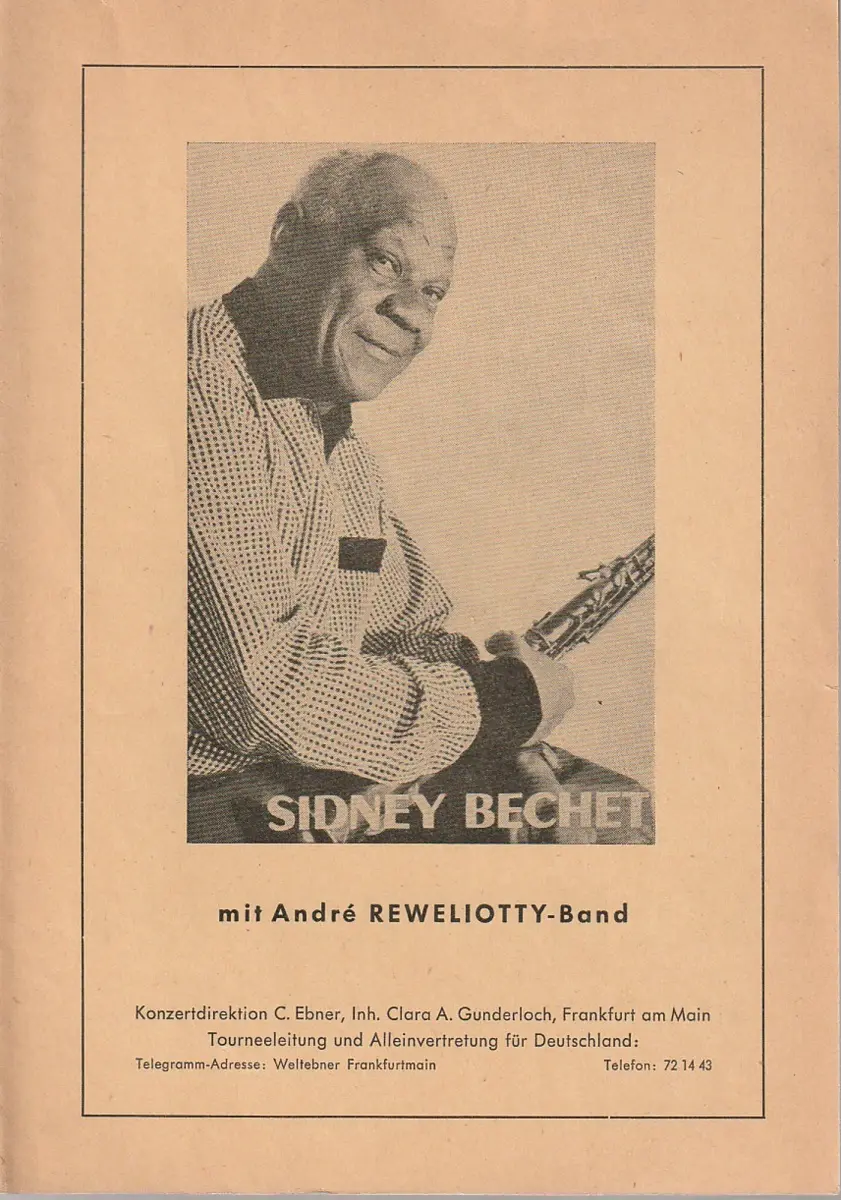 SIDNEY BECHET
mit André REWELIOTTY-Band
Konzertdirektion C. Ebner, Inh. Clara A. Gunderloch, Frankfurt am Main
Tourneeleitung und Alleinvertretung für Deutschland:
Telegramm-Adresse: Weltebner Frankfurtmain Telefon: 72 14 43